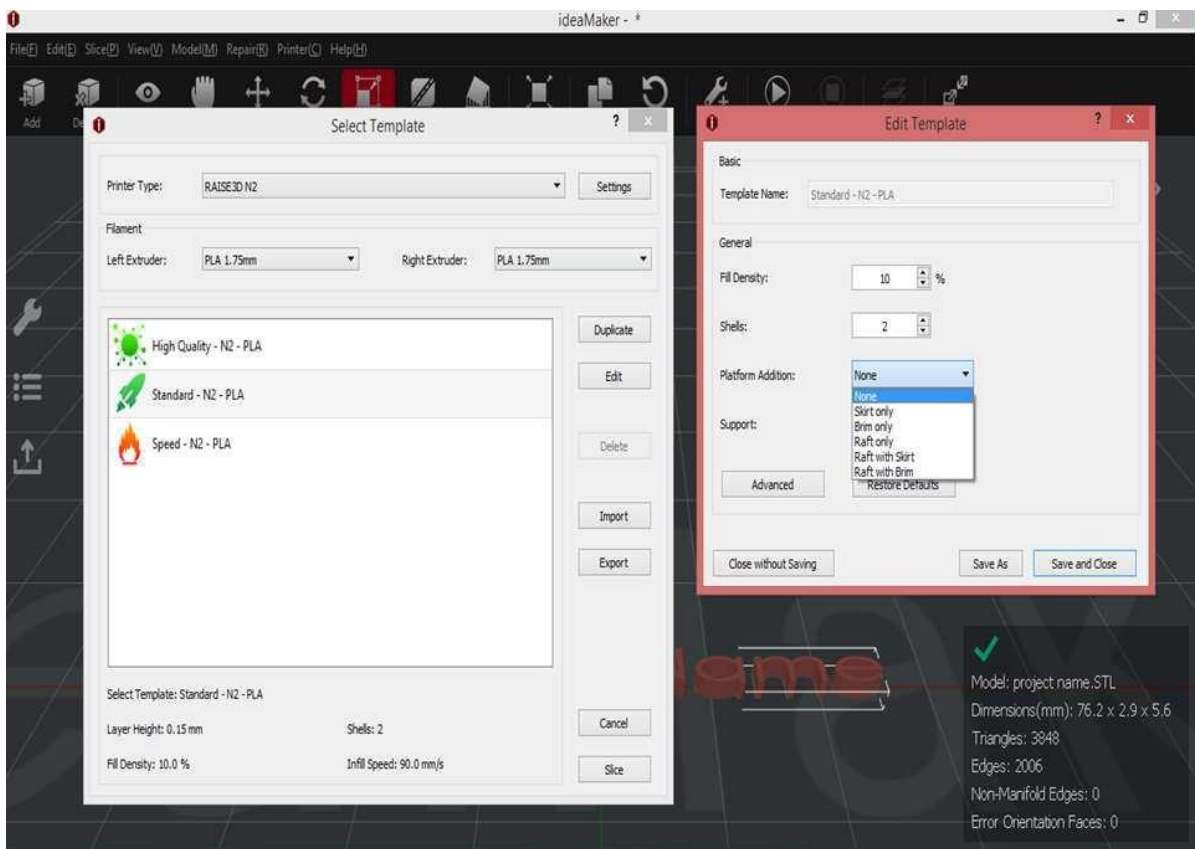 ideaMaker - *
File(F) Edit(E) Slice(P) View(V) Model(M) Repair(R) Printer(C) Help(H)
Add
Select Template
?
x
Printer Type:
RAISE3D N2
Settings
Filament
Left Extruder:
PLA 1.75mm
Right Extruder:
PLA 1.75mm
High Quality - N2 - PLA
Standard - N2 - PLA
Speed - N2 - PLA
Duplicate
Edit
Delete
Import
Export
Select Template: Standard - N2 - PLA
Layer Height: 0.15 mm
Shells: 2
Fill Density: 10.0 %
Infill Speed: 90.0 mm/s
Cancel
Slice
Edit Template
?
x
Basic
Template Name:
Standard - N2 - PLA
General
Fill Density:
10
%
Shells:
2
Platform Addition:
None
None
Skirt only
Brim only
Raft only
Raft with Skirt
Raft with Brim
Support:
Advanced
Restore Defaults
Close without Saving
Save As
Save and Close
ame
Model: project name.STL
Dimensions(mm): 76.2 x 2.9 x 5.6
Triangles: 3848
Edges: 2006
Non-Manifold Edges: 0
Error Orientation Faces: 0